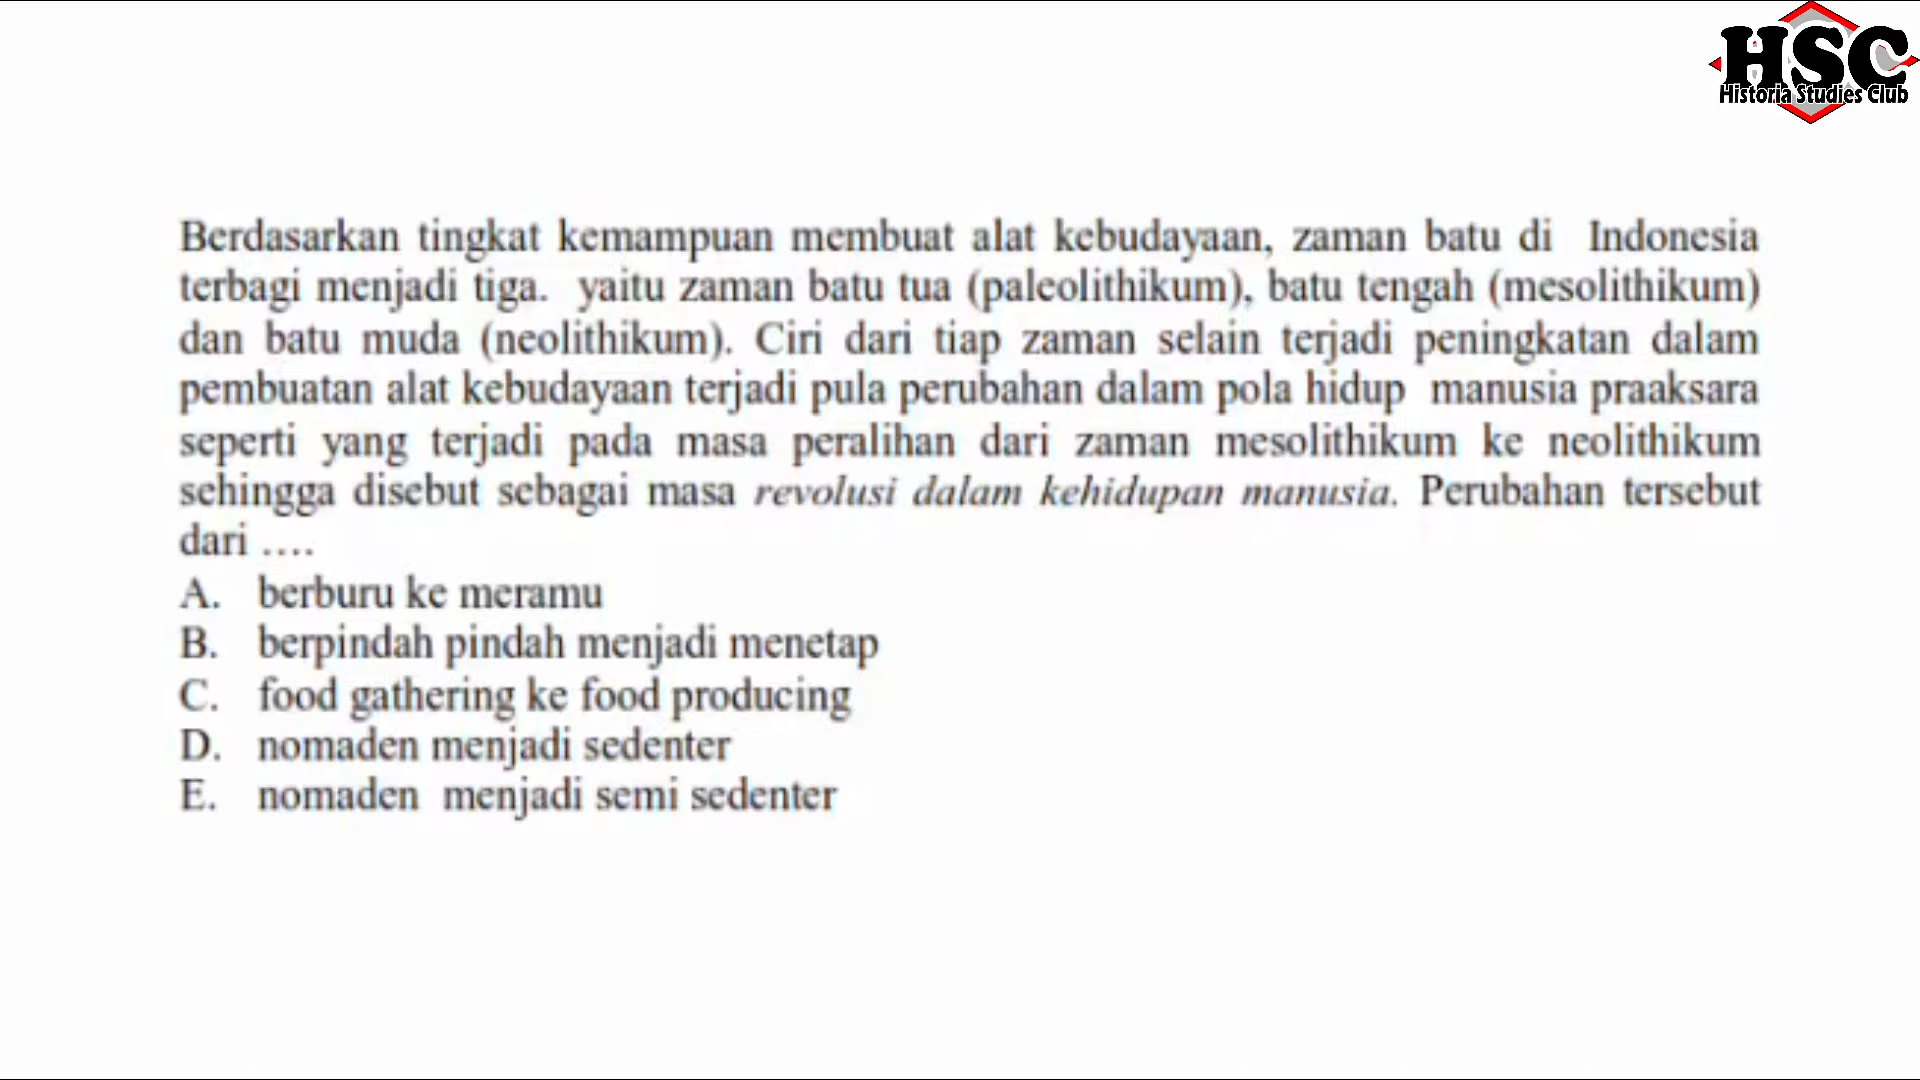 HSC
Historia Studies Club
Berdasarkan tingkat kemampuan membuat alat kebudayaan, zaman batu di Indonesia
terbagi menjadi tiga. yaitu zaman batu tua (paleolithikum), batu tengah (mesolithikum)
dan batu muda (neolithikum). Ciri dari tiap zaman selain terjadi peningkatan dalam
pembuatan alat kebudayaan terjadi pula perubahan dalam pola hidup manusia praaksara
seperti yang terjadi pada masa peralihan dari zaman mesolithikum ke neolithikum
sehingga disebut sebagai masa revolusi dalam kehidupan manusia. Perubahan tersebut
dari ....
A. berburu ke meramu
B. berpindah pindah menjadi menetap
C. food gathering ke food producing
D. nomaden menjadi sedenter
E. nomaden menjadi semi sedenter